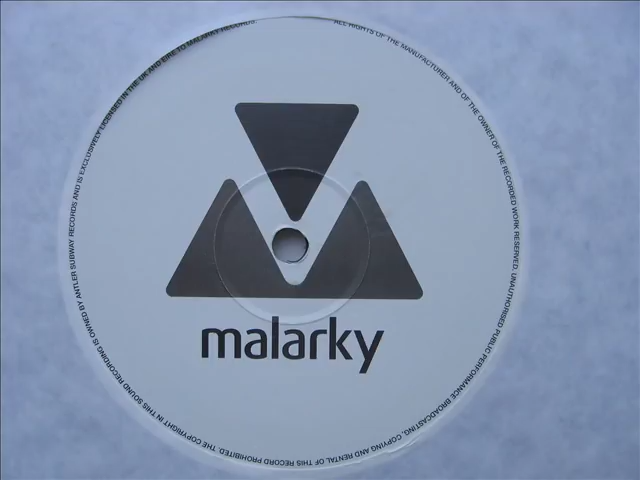 malarky
ALL RIGHTS OF THE MANUFACTURER AND OF THE OWNER OF THE RECORDED WORK RESERVED. UNAUTHORISED PUBLIC PERFORMANCE BROADCASTING, COPYING AND RENTAL OF THIS RECORD PROHIBITED. THE COPYRIGHT IN THIS SOUND RECORDING IS OWNED BY ANTLER SUBWAY RECORDS AND IS EXCLUSIVELY LICENSED IN THE UK AND EIRE TO MALARKY RECORDS.